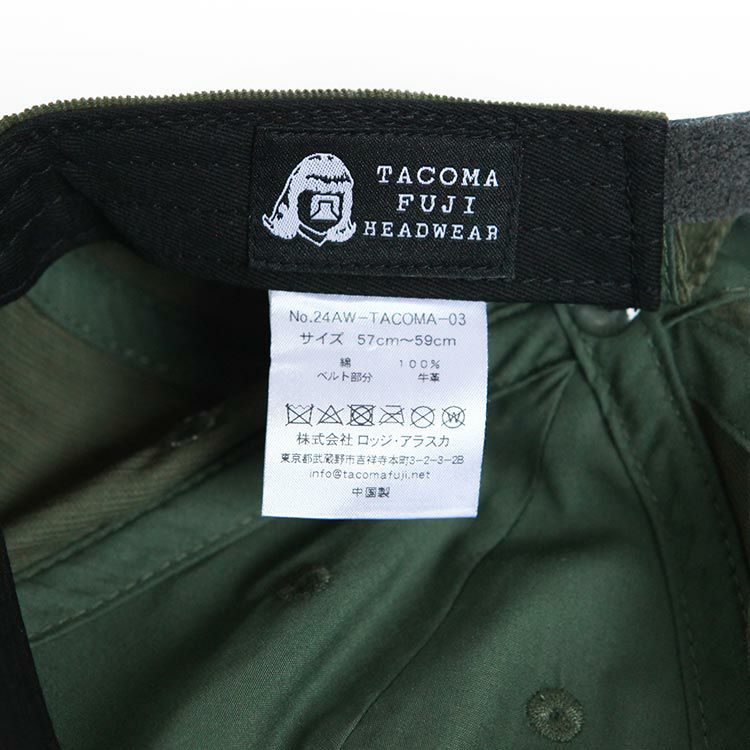 TACOMA
FUJI
HEADWEAR
No.24AW-TACOMA-03
サイズ 57cm～59cm
綿 100%
ベルト部分 牛革
株式会社 ロッジ・アラスカ
東京都武蔵野市吉祥寺本町3-2-3-2B
info@tacomafuji.net
中国製